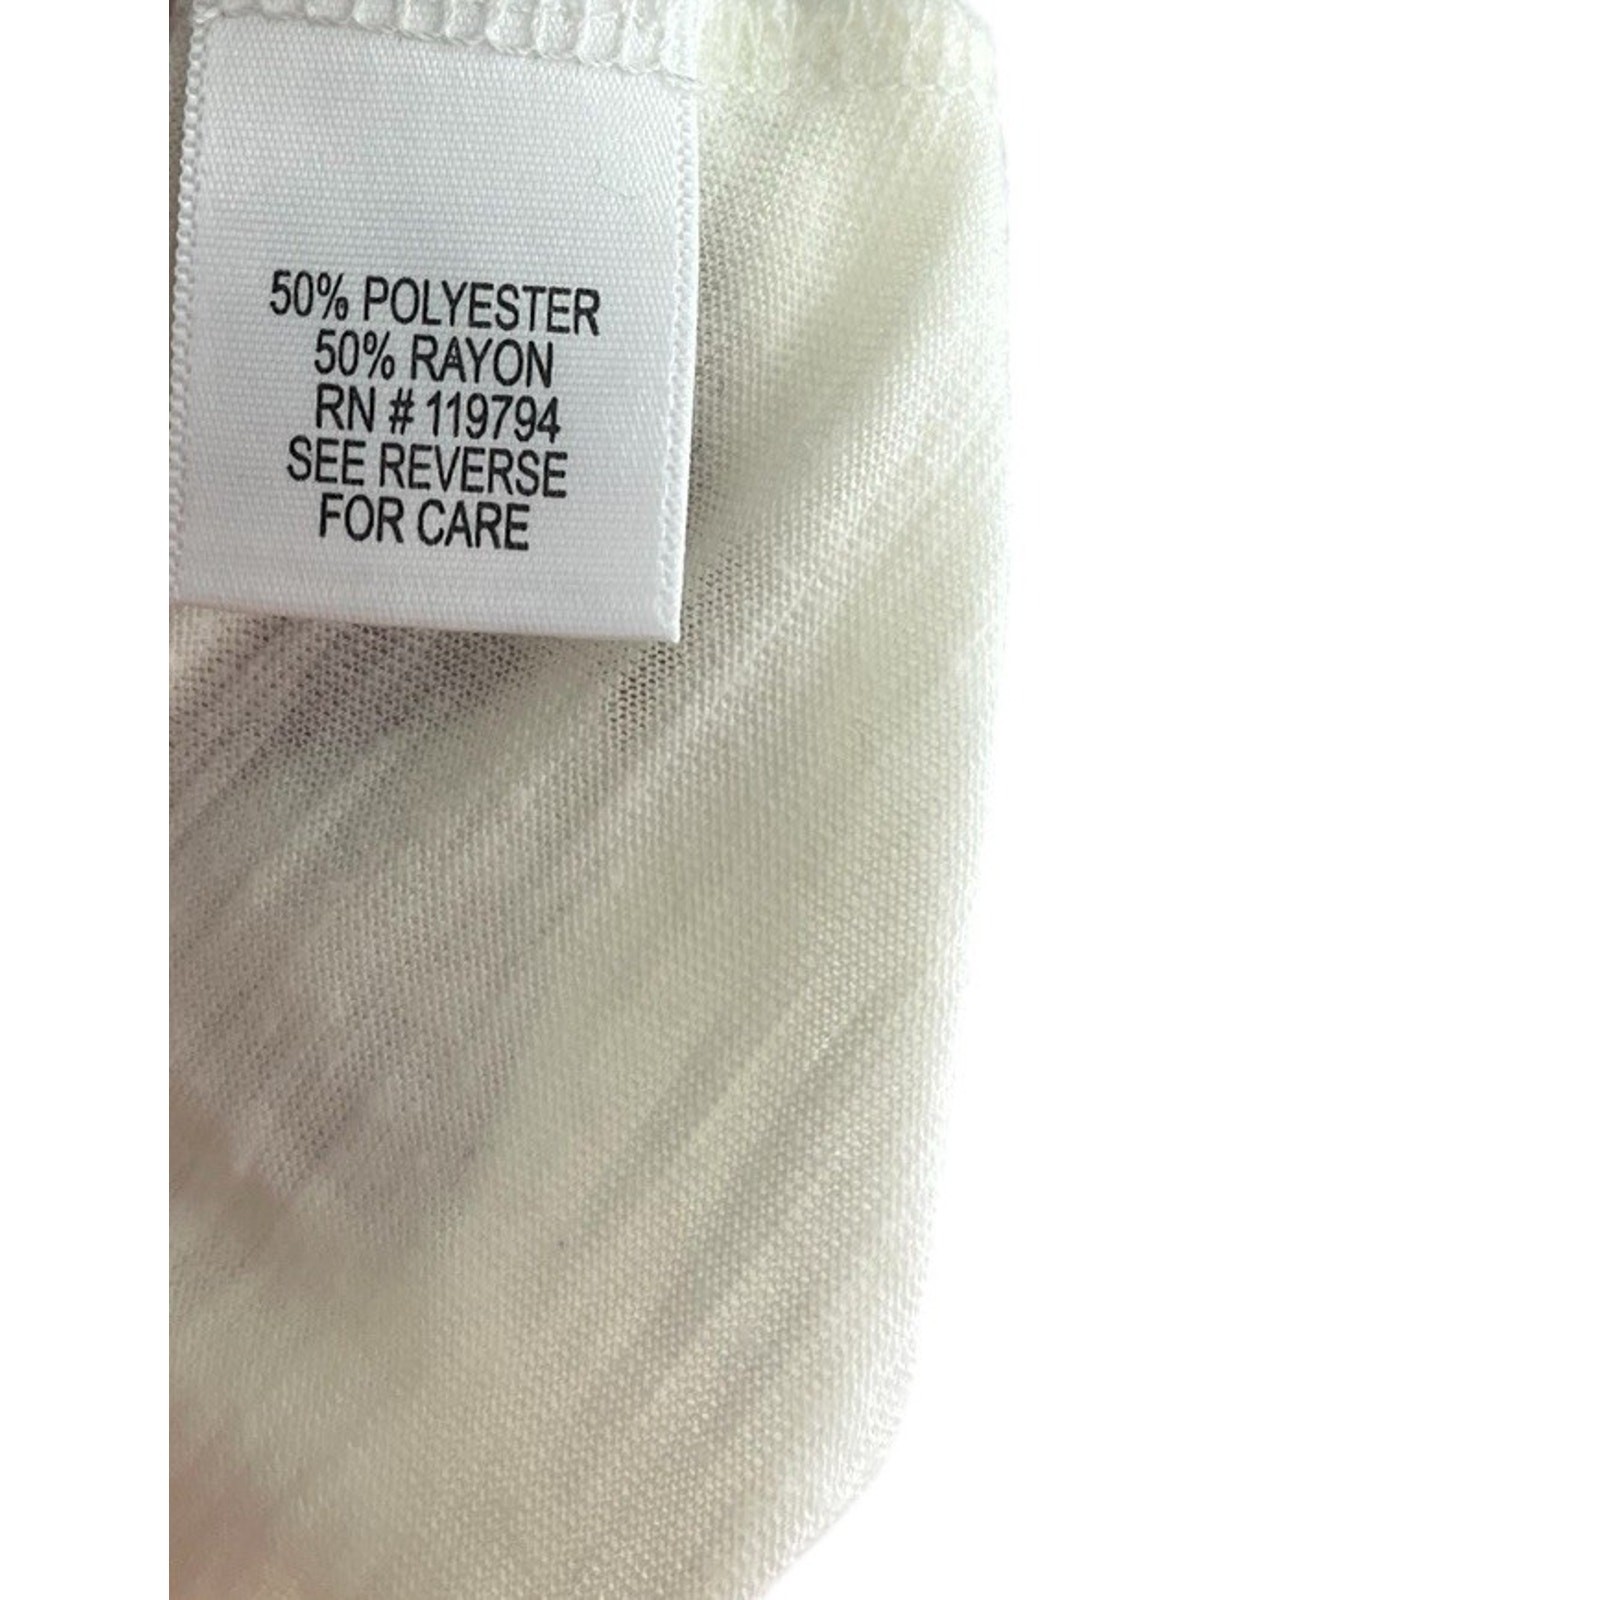 50% POLYESTER
50% RAYON
RN # 119794
SEE REVERSE
FOR CARE